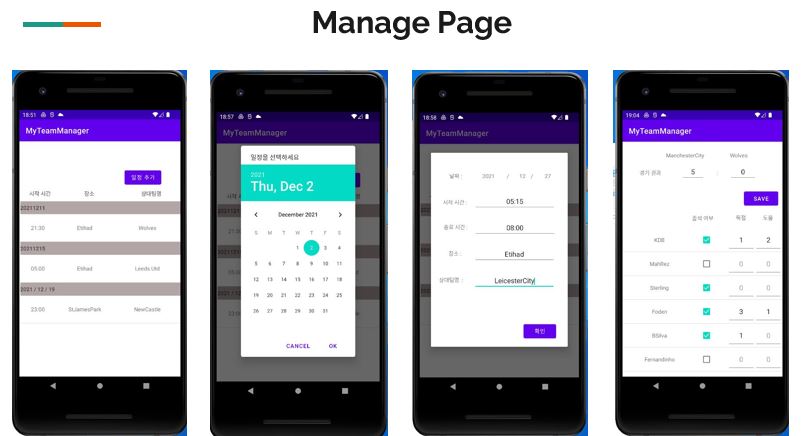 Manage Page
18:51
MyTeamManager
일정 추가
시작 시간 장소 상대팀명
20211211
21:30 Etihad Wolves
20211215
05:00 Etihad Leeds Utd
2021 / 12 / 19
23:00 St.JamesPark NewCastle
18:57
MyTeamManager
일정을 선택하세요
2021
Thu, Dec 2
December 2021
S M T W T F S
1 2 3 4
5 6 7 8 9 10 11
12 13 14 15 16 17 18
19 20 21 22 23 24 25
26 27 28 29 30 31
CANCEL OK
18:58
MyTeamManager
날짜 : 2021 / 12 / 27
시작 시간 : 05:15
종료 시간 : 08:00
장소 : Etihad
상대팀명 : LeicesterCity
확인
19:04
MyTeamManager
ManchesterCity Wolves
경기 결과 5 : 0
SAVE
출석 여부 득점 도움
KDB 1 2
Mahrez 0 0
Sterling 0 0
Foden 3 1
BSilva 1 0
Fernandinho 0 0